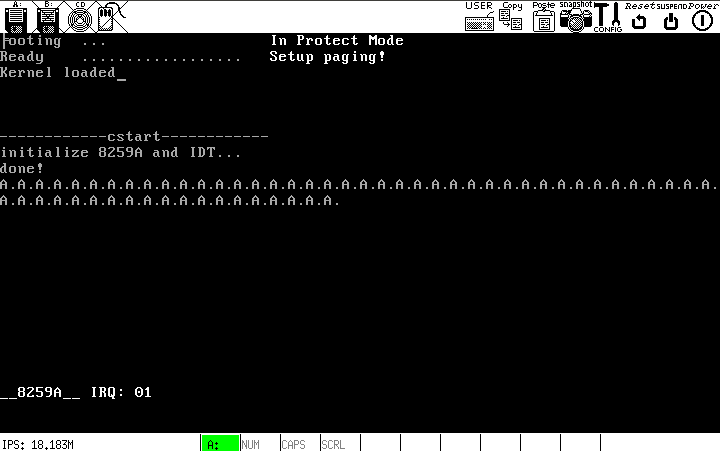 A: B: CD USER Copy Paste snapshot CONFIG Reset SUSPEND Power
Footing  ...                  In Protect Mode
Ready    ..................   Setup paging!
Kernel loaded_
------------cstart------------
initialize 8259A and IDT...
done!
A.A.A.A.A.A.A.A.A.A.A.A.A.A.A.A.A.A.A.A.A.A.A.A.A.A.A.A.A.A.A.A.A.A.A.A.A.A.A.A.
A.A.A.A.A.A.A.A.A.A.A.A.A.A.A.A.A.A.A.
__8259A__ IRQ: 01
IPS: 18.183M A: NUM CAPS SCRL